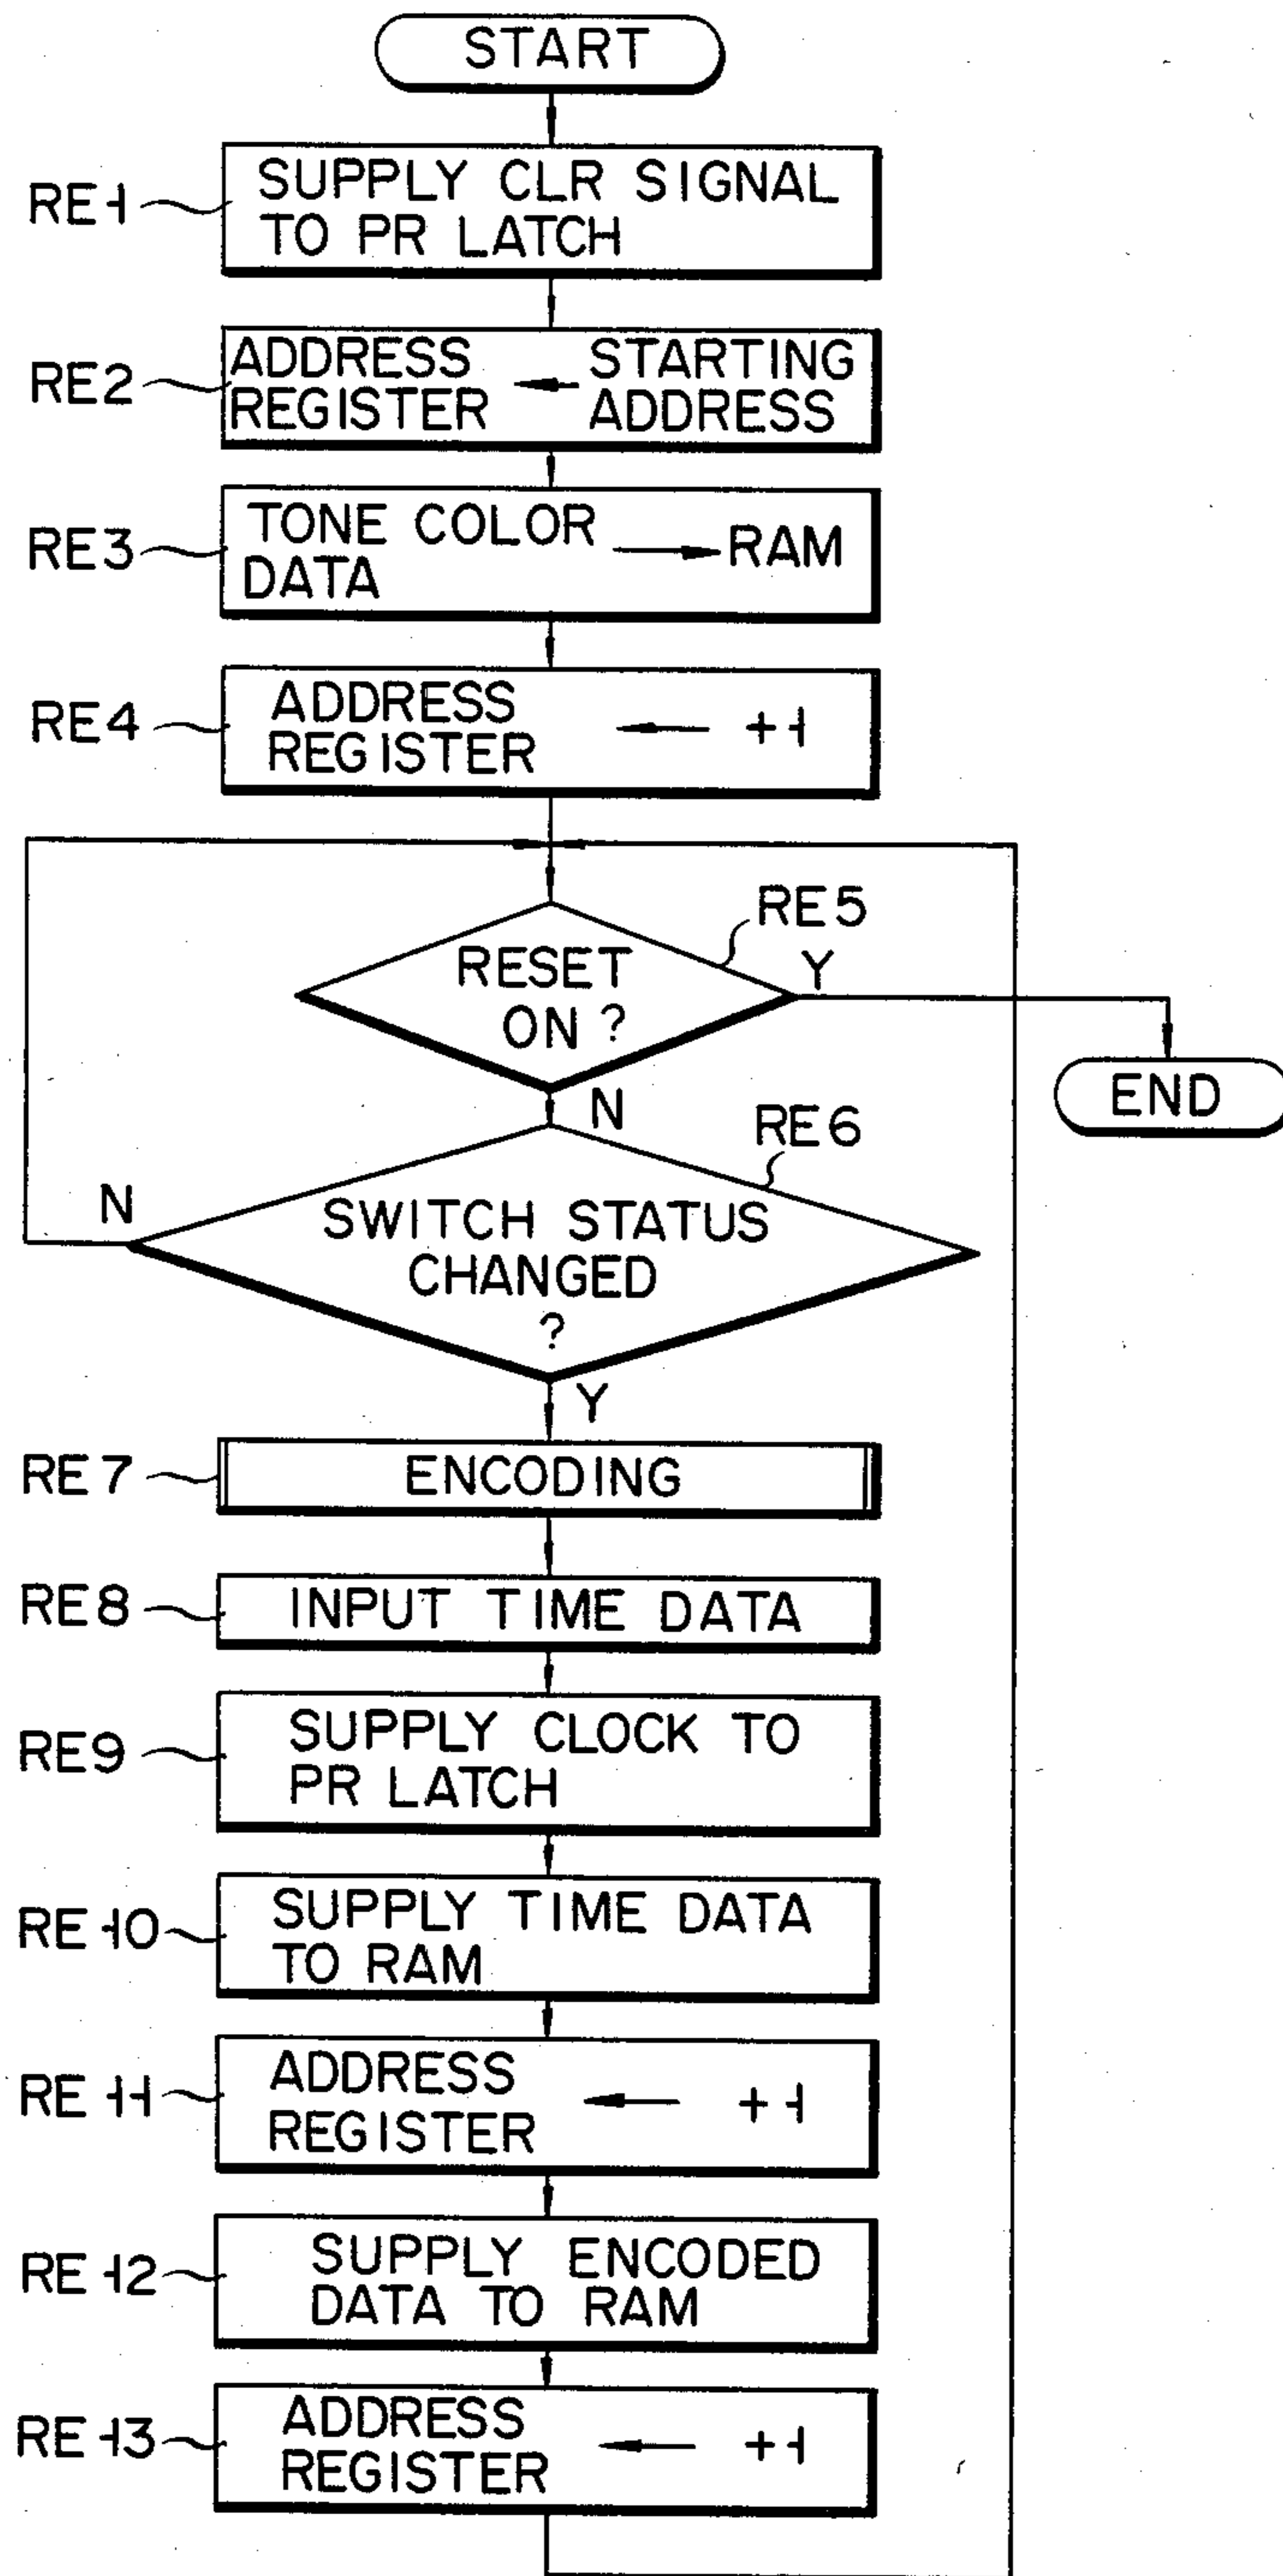 START
RE1
SUPPLY CLR SIGNAL
TO PR LATCH
RE2
ADDRESS
REGISTER
STARTING
ADDRESS
RE3
TONE COLOR
DATA
RAM
RE4
ADDRESS
REGISTER
+1
RE5
RESET
ON ?
Y
END
N
RE6
N
SWITCH STATUS
CHANGED
?
Y
RE7
ENCODING
RE8
INPUT TIME DATA
RE9
SUPPLY CLOCK TO
PR LATCH
RE10
SUPPLY TIME DATA
TO RAM
RE11
ADDRESS
REGISTER
+1
RE12
SUPPLY ENCODED
DATA TO RAM
RE13
ADDRESS
REGISTER
+1